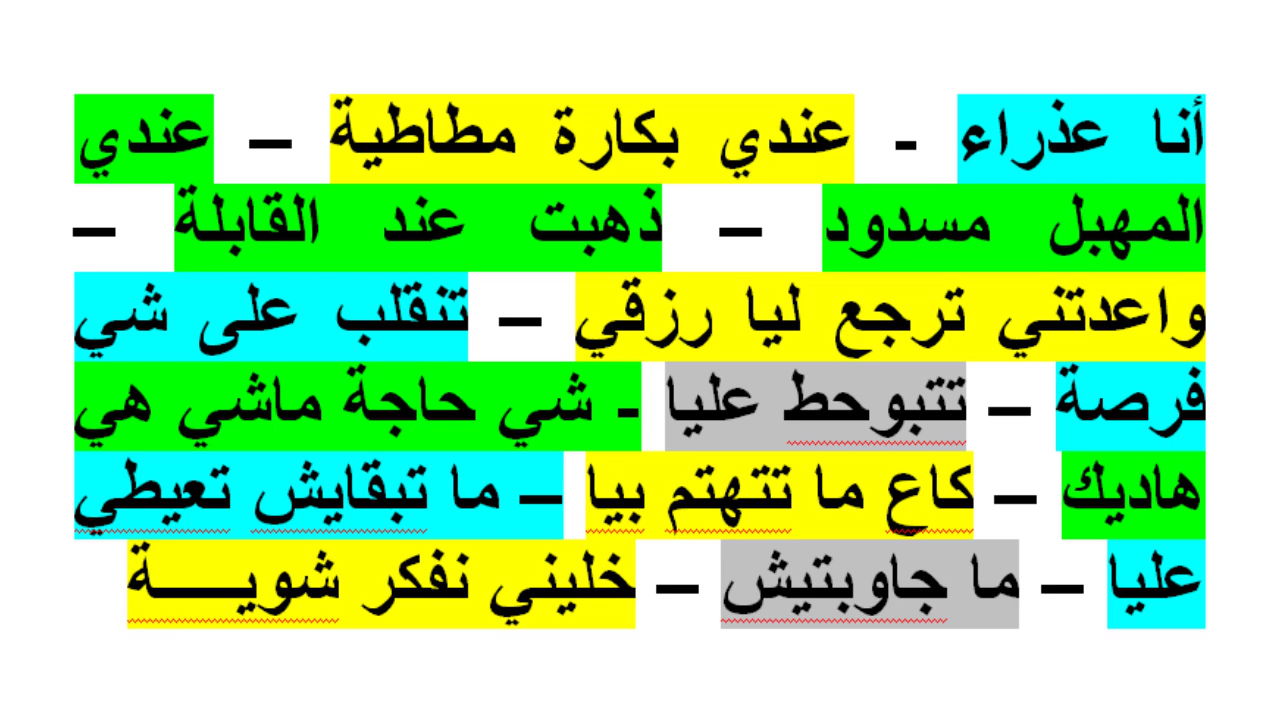 أنا عذراء - عندي بكارة مطاطية – عندي
المهبل مسدود – ذهبت عند القابلة –
واعدتني ترجع ليا رزقي – تنقلب على شي
فرصة – تتبوحط عليا - شي حاجة ماشي هي
هاديك – كاع ما تتهتم بيا – ما تبقايش تعيطي
عليا – ما جاوبتيش – خليني نفكر شويـــــة